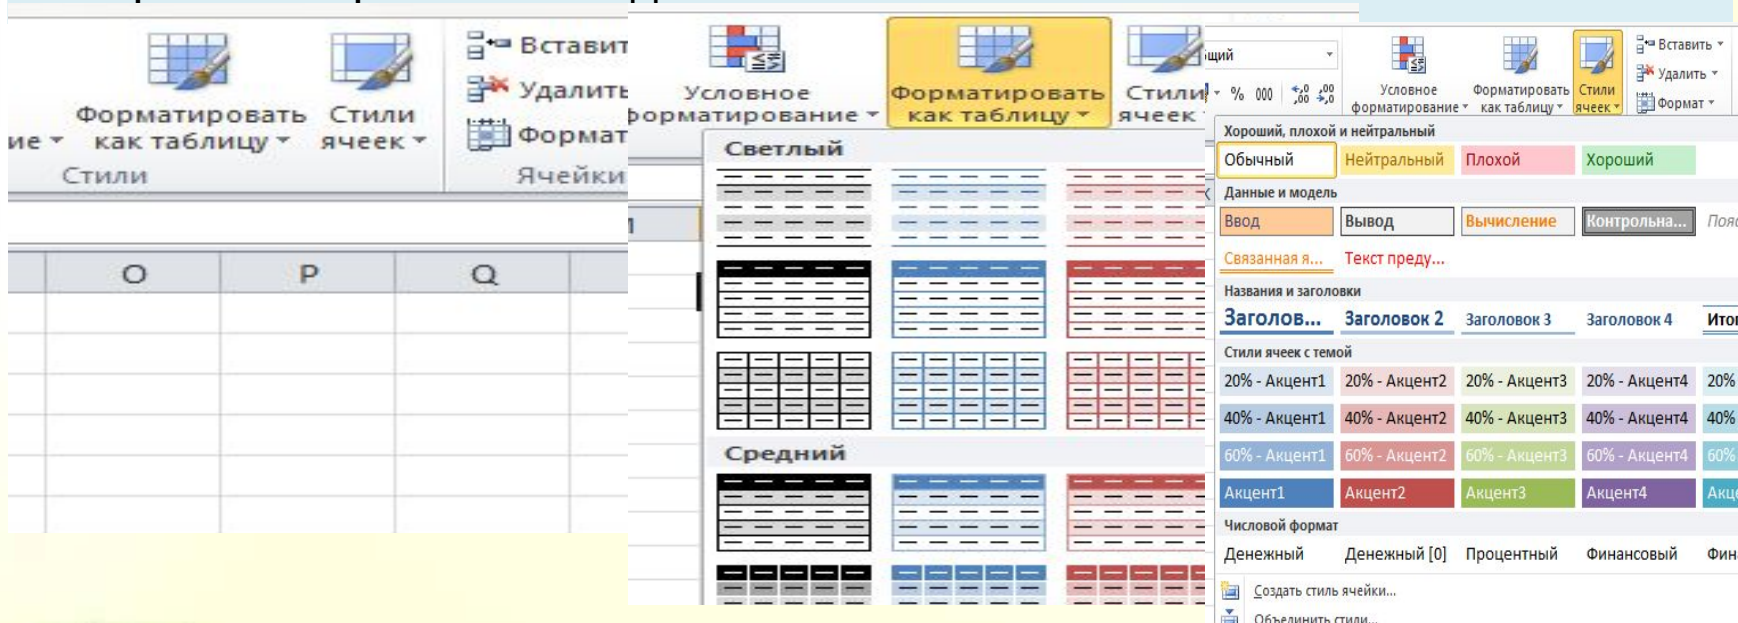 Вставит
Удалить
Формат
Форматировать
как таблицу
Стили
ячеек
ие
Стили
Ячейки
O P Q
Условное
форматирование
Форматировать
как таблицу
Стили
ячеек
Светлый
Средний
щий
% 000
Условное
форматирование
Форматировать
как таблицу
Стили
ячеек
Вставить
Удалить
Формат
Хороший, плохой и нейтральный
Обычный Нейтральный Плохой Хороший
Данные и модель
Ввод Вывод Вычисление Контрольна... Пояс
Связанная я... Текст преду...
Названия и заголовки
Заголов... Заголовок 2 Заголовок 3 Заголовок 4 Итог
Стили ячеек с темой
20% - Акцент1 20% - Акцент2 20% - Акцент3 20% - Акцент4 20%
40% - Акцент1 40% - Акцент2 40% - Акцент3 40% - Акцент4 40%
60% - Акцент1 60% - Акцент2 60% - Акцент3 60% - Акцент4 60%
Акцент1 Акцент2 Акцент3 Акцент4 Акце
Числовой формат
Денежный Денежный [0] Процентный Финансовый Фин
Создать стиль ячейки...
Объединить стили...